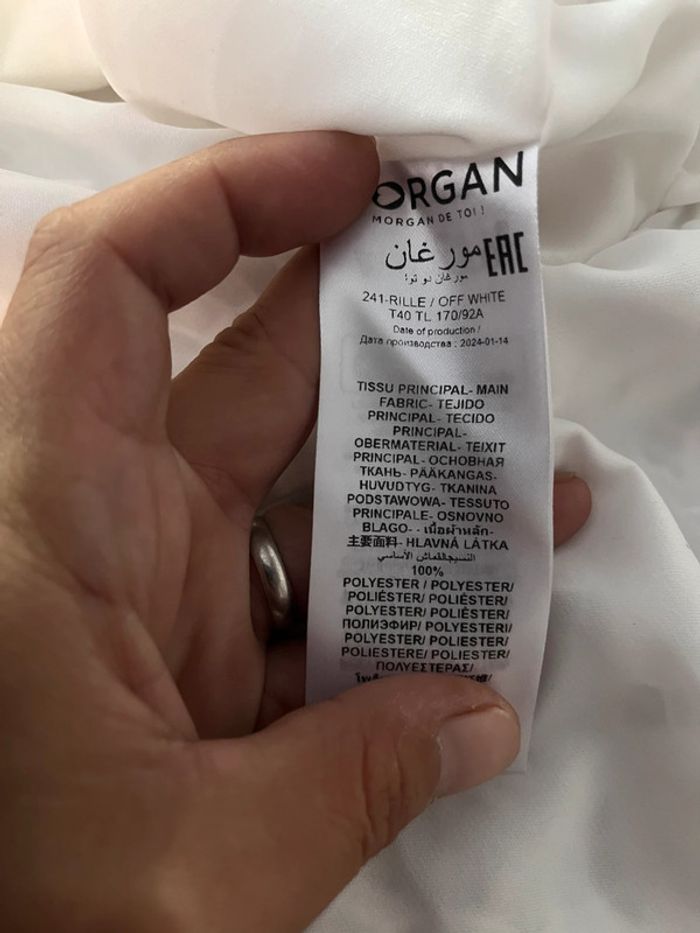 ORGAN
MORGAN DE TOI !
مورغان EAC
مورغان دو توا!
241-RILLE / OFF WHITE
T40 TL 170/92A
Date of production /
Дата производства : 2024-01-14
TISSU PRINCIPAL- MAIN
FABRIC- TEJIDO
PRINCIPAL- TECIDO
PRINCIPAL-
OBERMATERIAL- TEIXIT
PRINCIPAL- ОСНОВНАЯ
ТКАНЬ- PÄÄKANGAS-
HUVUDTYG- TKANINA
PODSTAWOWA- TESSUTO
PRINCIPALE- OSNOVNO
BLAGO- - เนื้อผ้าหลัก-
主要面料- HLAVNÁ LÁTKA
النسيجالقماش الأساسي
100%
POLYESTER / POLYESTER/
POLIÉSTER/ POLIÉSTER/
POLYESTER/ POLIÈSTER/
ПОЛИЭФИР/ POLYESTERI/
POLYESTER/ POLIESTER/
POLIESTERE/ POLIESTER/
ΠΟΛΥΕΣΤΕΡΑΣ/